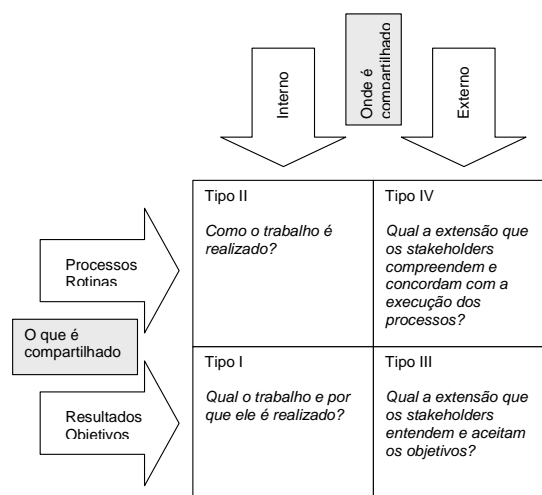 Interno
Onde é
compartilhado
Externo
Tipo II
Como o trabalho é
realizado?
Tipo IV
Qual a extensão que
os stakeholders
compreendem e
concordam com a
execução dos
processos?
Processos
Rotinas
O que é
compartilhado
Tipo I
Qual o trabalho e por
que ele é realizado?
Tipo III
Qual a extensão que
os stakeholders
entendem e aceitam
os objetivos?
Resultados
Objetivos